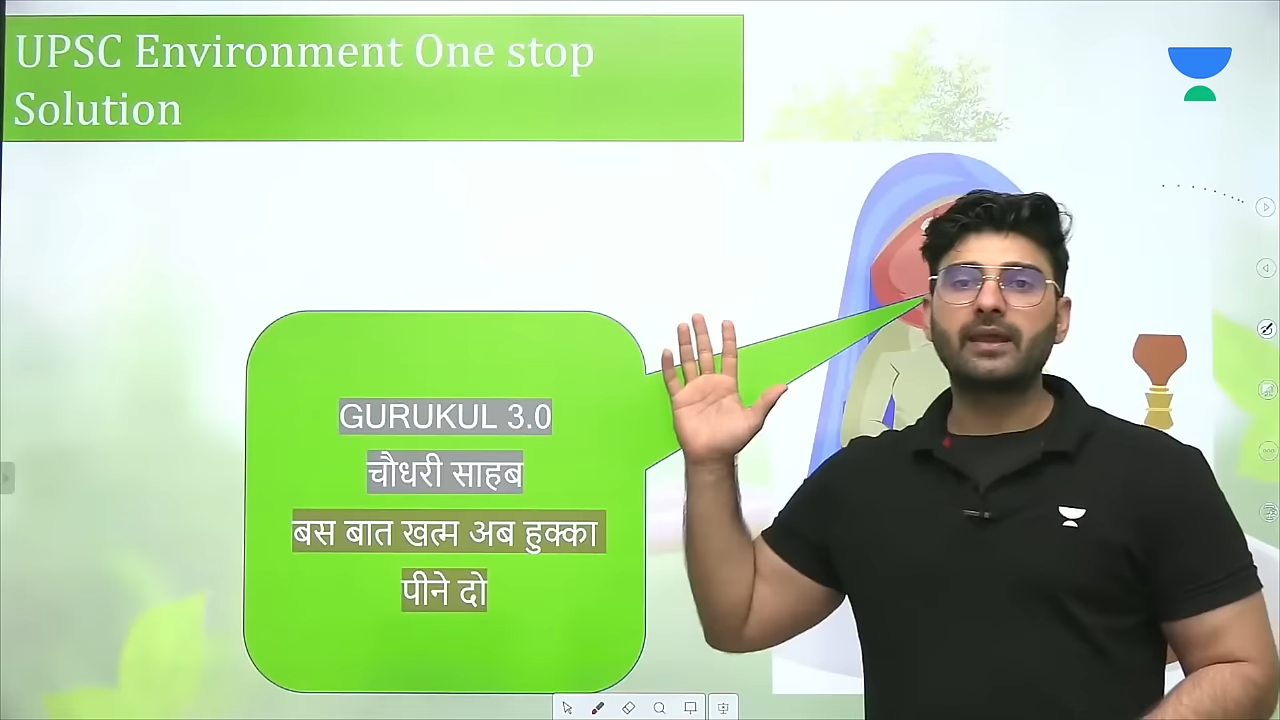 UPSC Environment One stop
Solution
GURUKUL 3.0
चौधरी साहब
बस बात खत्म अब हुक्का
पीने दो